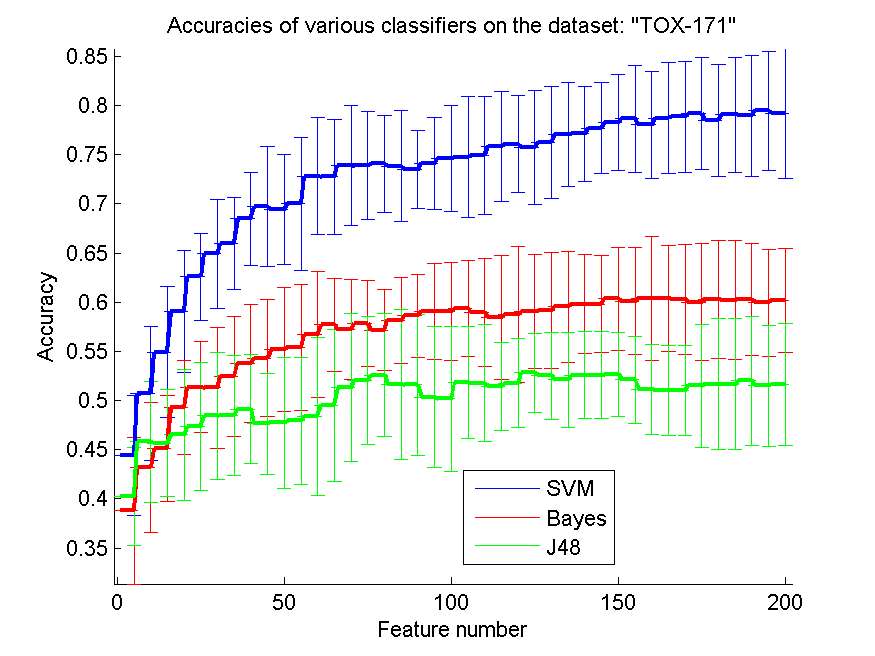 Accuracies of various classifiers on the dataset: "TOX-171"
0.85
0.8
0.75
0.7
0.65
0.6
0.55
0.5
0.45
0.4
0.35
Accuracy
SVM
Bayes
J48
0 50 100 150 200
Feature number